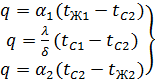 q = α₁(t_Ж1 − t_C2)
q = λ/δ (t_C1 − t_C2)
q = α₂(t_C2 − t_Ж2)